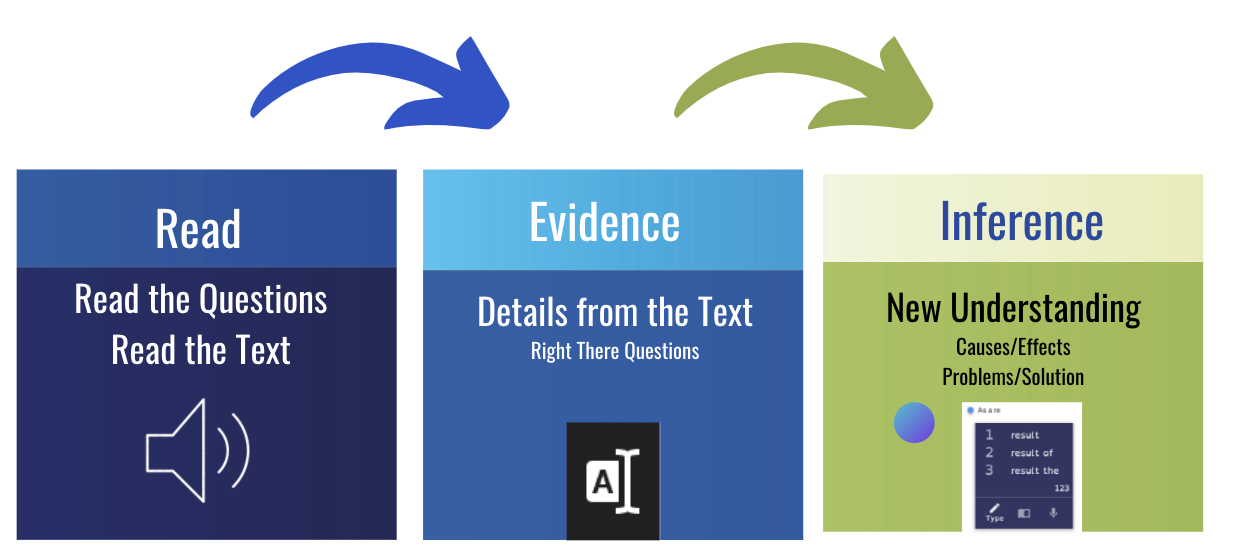 Read
Read the Questions
Read the Text
Evidence
Details from the Text
Right There Questions
A
Inference
New Understanding
Causes/Effects
Problems/Solution
As a re
1 result
2 result of
3 result the
123
Type